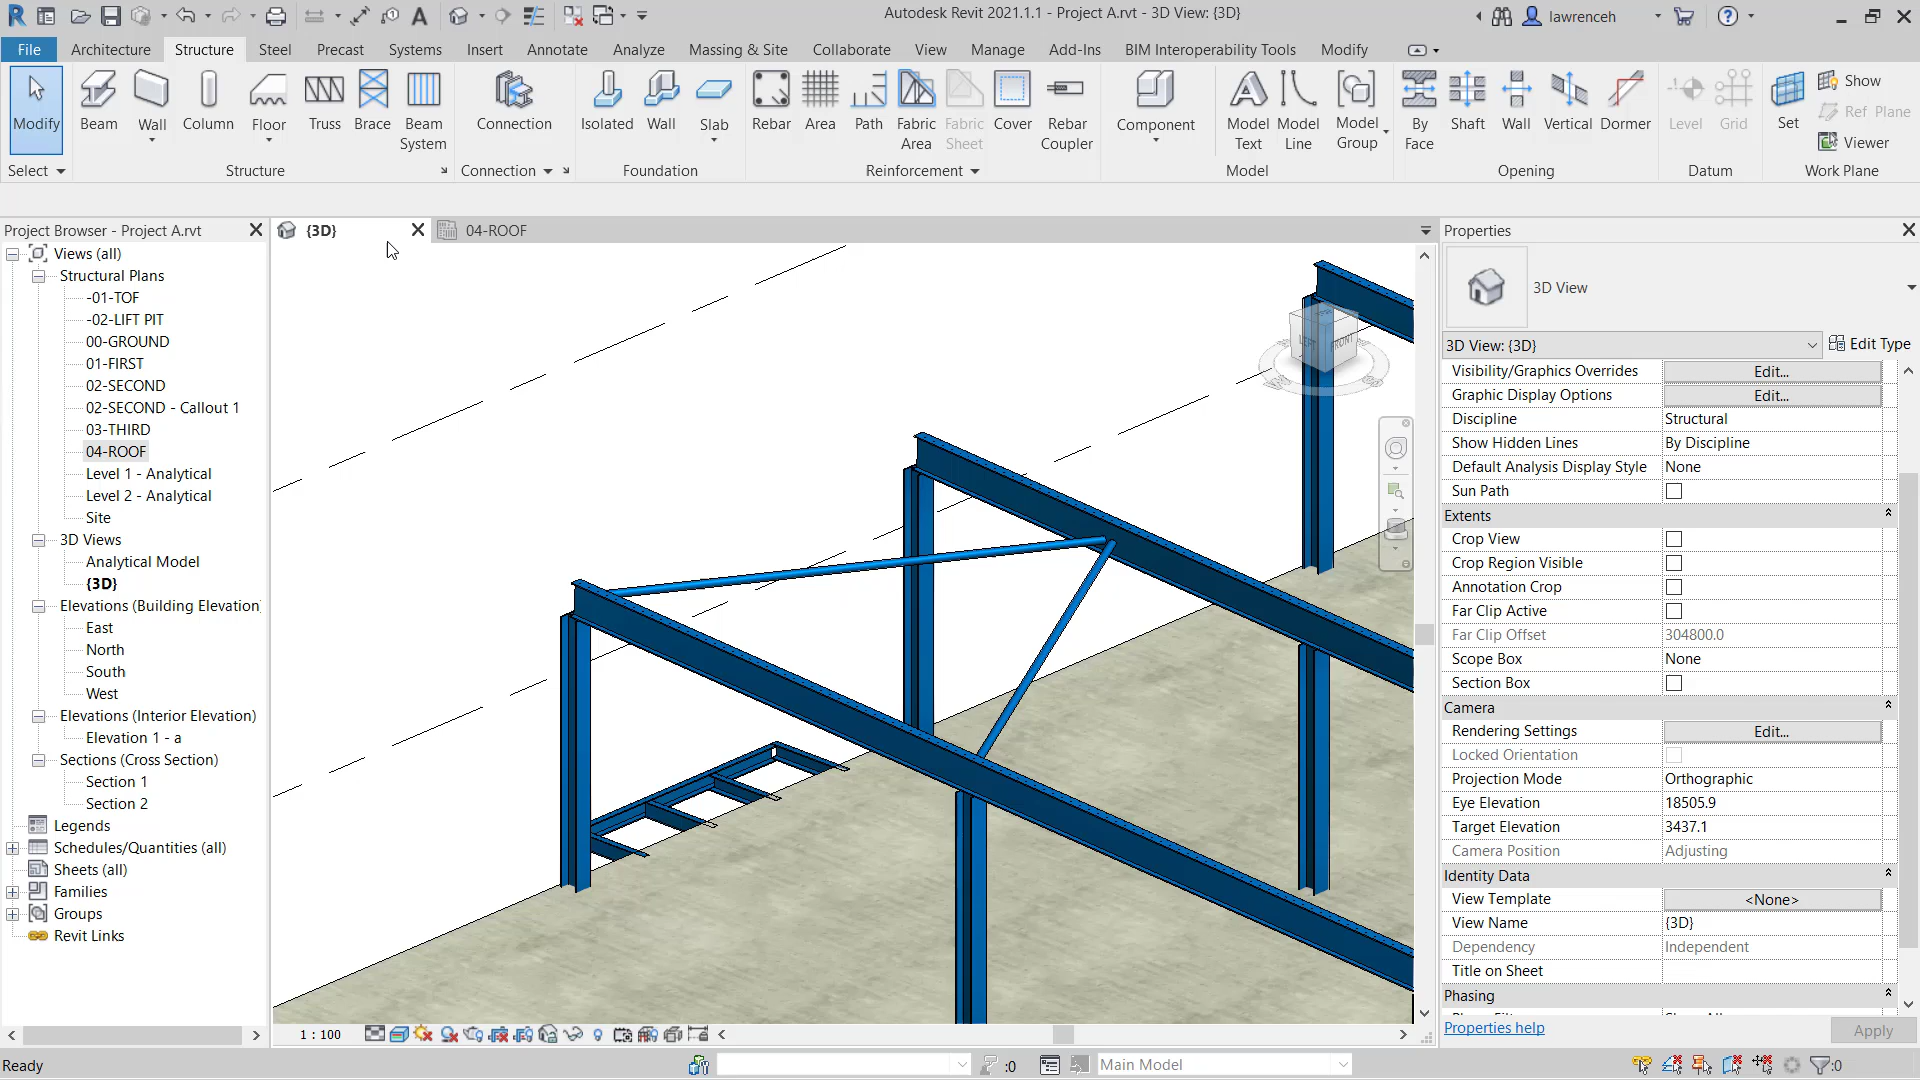 Autodesk Revit 2021.1.1 - Project A.rvt - 3D View: {3D}
lawrenceh
File Architecture Structure Steel Precast Systems Insert Annotate Analyze Massing & Site Collaborate View Manage Add-Ins BIM Interoperability Tools Modify
Modify Beam Wall Column Floor Truss Brace Beam System Connection Isolated Wall Slab Rebar Area Path Fabric Area Fabric Sheet Cover Rebar Coupler Component Model Text Model Line Model Group By Face Shaft Wall Vertical Dormer Level Grid Set Show
Ref Plane
Viewer
Select Structure Connection Foundation Reinforcement Model Opening Datum Work Plane
Project Browser - Project A.rvt
Views (all)
Structural Plans
-01-TOF
-02-LIFT PIT
00-GROUND
01-FIRST
02-SECOND
02-SECOND - Callout 1
03-THIRD
04-ROOF
Level 1 - Analytical
Level 2 - Analytical
Site
3D Views
Analytical Model
{3D}
Elevations (Building Elevation)
East
North
South
West
Elevations (Interior Elevation)
Elevation 1 - a
Sections (Cross Section)
Section 1
Section 2
Legends
Schedules/Quantities (all)
Sheets (all)
Families
Groups
Revit Links
{3D} 04-ROOF
LEFT FRONT
1 : 100
Properties
3D View
3D View: {3D} Edit Type
Visibility/Graphics Overrides Edit...
Graphic Display Options Edit...
Discipline Structural
Show Hidden Lines By Discipline
Default Analysis Display Style None
Sun Path
Extents
Crop View
Crop Region Visible
Annotation Crop
Far Clip Active
Far Clip Offset 304800.0
Scope Box None
Section Box
Camera
Rendering Settings Edit...
Locked Orientation
Projection Mode Orthographic
Eye Elevation 18505.9
Target Elevation 3437.1
Camera Position Adjusting
Identity Data
View Template <None>
View Name {3D}
Dependency Independent
Title on Sheet
Phasing
Properties help Apply
Ready :0 Main Model :0